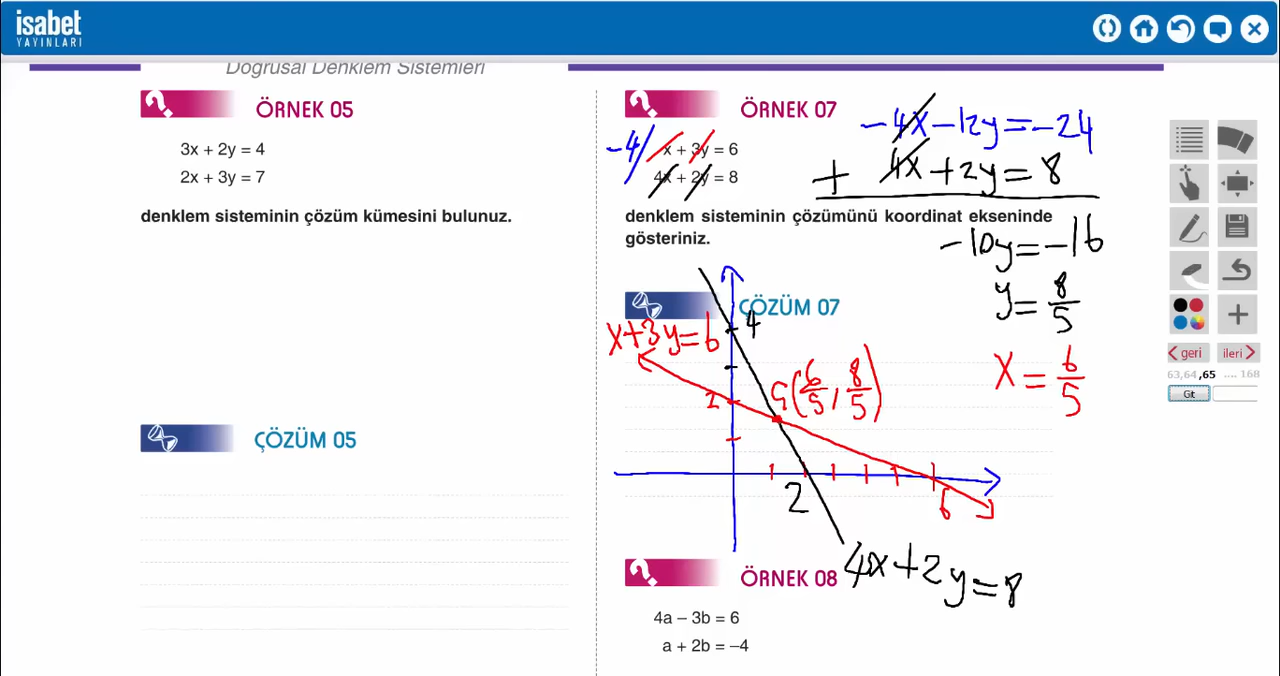 isabet
YAYINLARI
Doğrusal Denklem Sistemleri
ÖRNEK 05
3x + 2y = 4
2x + 3y = 7
denklem sisteminin çözüm kümesini bulunuz.
ÇÖZÜM 05
ÖRNEK 07
-4/ x + 3y = 6
4x + 2y = 8
-4x-12y=-24
+ 4x+2y=8
-10y=-16
y=8/5
x=6/5
denklem sisteminin çözümünü koordinat ekseninde
gösteriniz.
ÇÖZÜM 07
4
x+3y=6
Ç(6/5, 8/5)
2
2
6
4x+2y=8
ÖRNEK 08
4a – 3b = 6
a + 2b = –4
geri
ileri
63,64,65 .... 168
Git